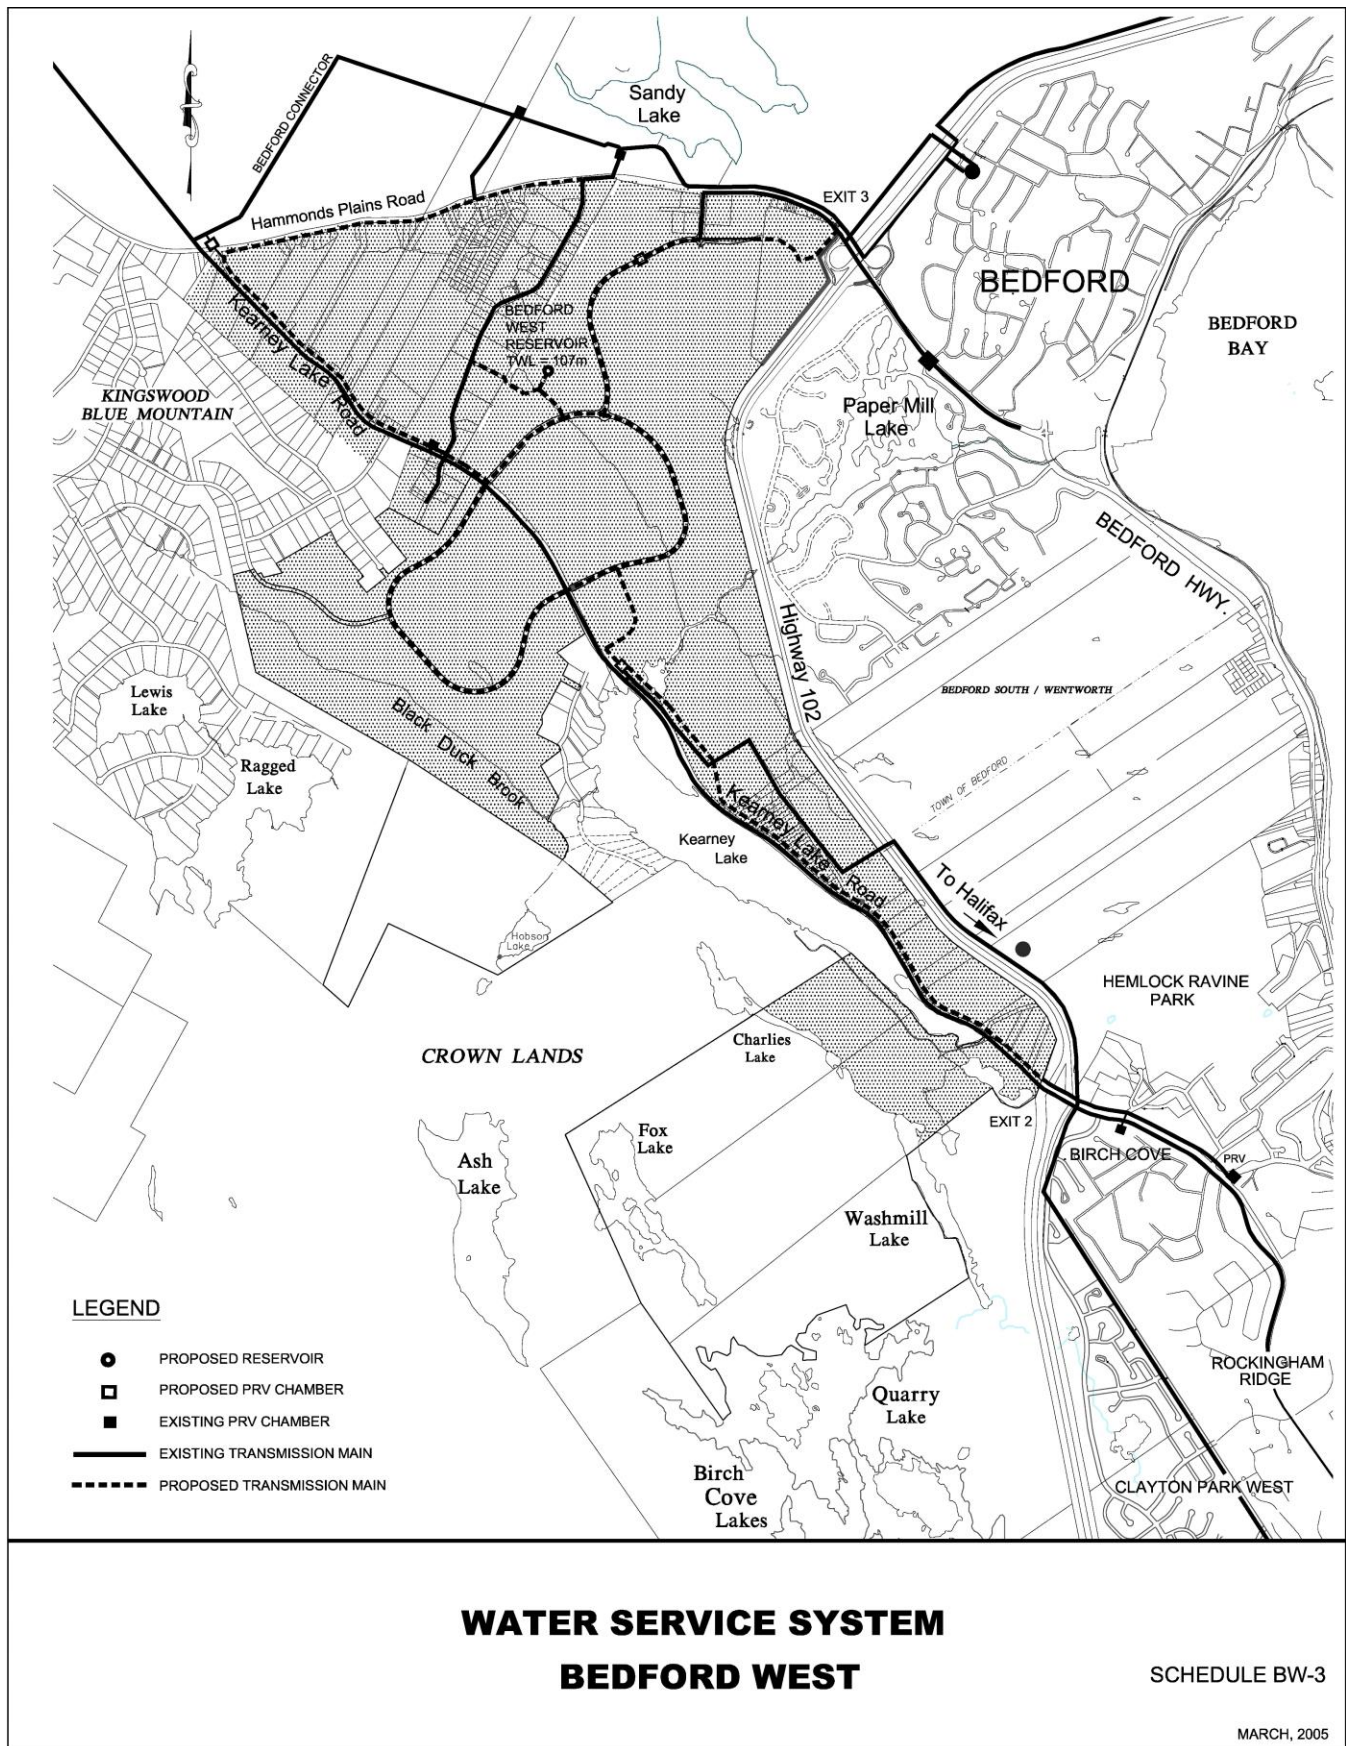 Sandy
Lake
BEDFORD CONNECTOR
EXIT 3
Hammonds Plains Road
BEDFORD
BEDFORD
WEST
RESERVOIR
TWL = 107m
BEDFORD
BAY
Kearney Lake Road
KINGSWOOD
BLUE MOUNTAIN
Paper Mill
Lake
BEDFORD HWY.
Highway 102
BEDFORD SOUTH / WENTWORTH
Lewis
Lake
Black Duck Brook
Ragged
Lake
TOWN OF BEDFORD
Kearney Lake Road
Kearney
Lake
To Halifax
Hobson
Lake
HEMLOCK RAVINE
PARK
Charlies
Lake
CROWN LANDS
EXIT 2
Fox
Lake
Ash
Lake
BIRCH COVE
PRV
Washmill
Lake
LEGEND
PROPOSED RESERVOIR
PROPOSED PRV CHAMBER
EXISTING PRV CHAMBER
EXISTING TRANSMISSION MAIN
PROPOSED TRANSMISSION MAIN
ROCKINGHAM
RIDGE
Quarry
Lake
Birch
Cove
Lakes
CLAYTON PARK WEST
WATER SERVICE SYSTEM
BEDFORD WEST
SCHEDULE BW-3
MARCH, 2005